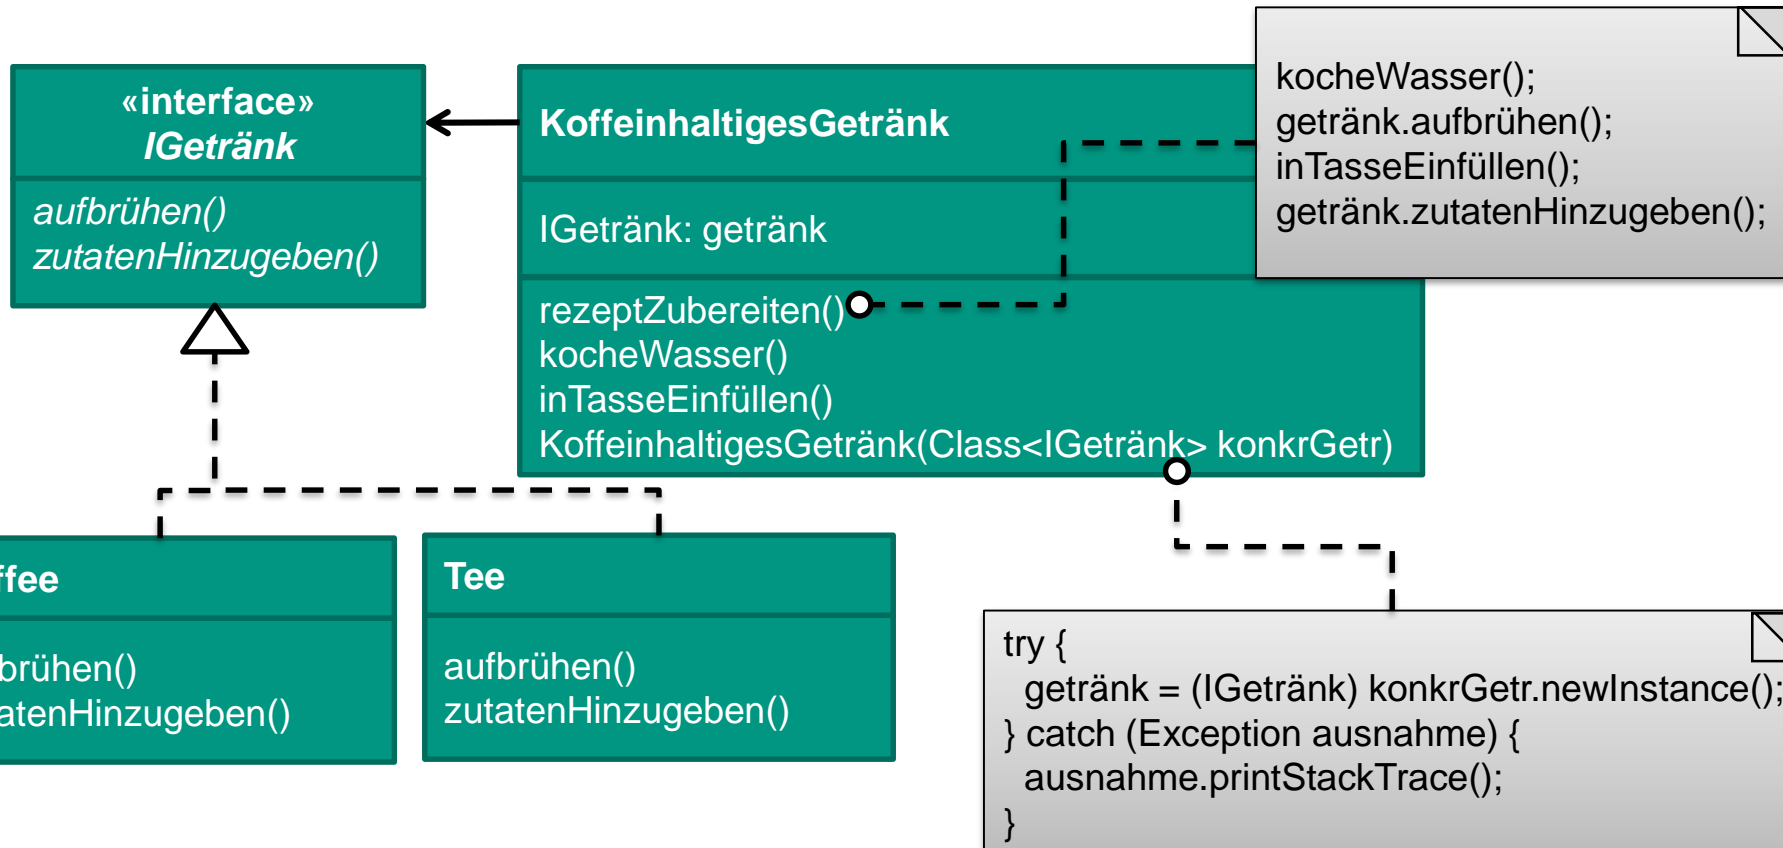 «interface»
IGetränk
aufbrühen()
zutatenHinzugeben()
KoffeinhaltigesGetränk
IGetränk: getränk
rezeptZubereiten()
kocheWasser()
inTasseEinfüllen()
KoffeinhaltigesGetränk(Class<IGetränk> konkrGetr)
kocheWasser();
getränk.aufbrühen();
inTasseEinfüllen();
getränk.zutatenHinzugeben();
ffee
brühen()
atenHinzugeben()
Tee
aufbrühen()
zutatenHinzugeben()
try {
getränk = (IGetränk) konkrGetr.newInstance();
} catch (Exception ausnahme) {
ausnahme.printStackTrace();
}